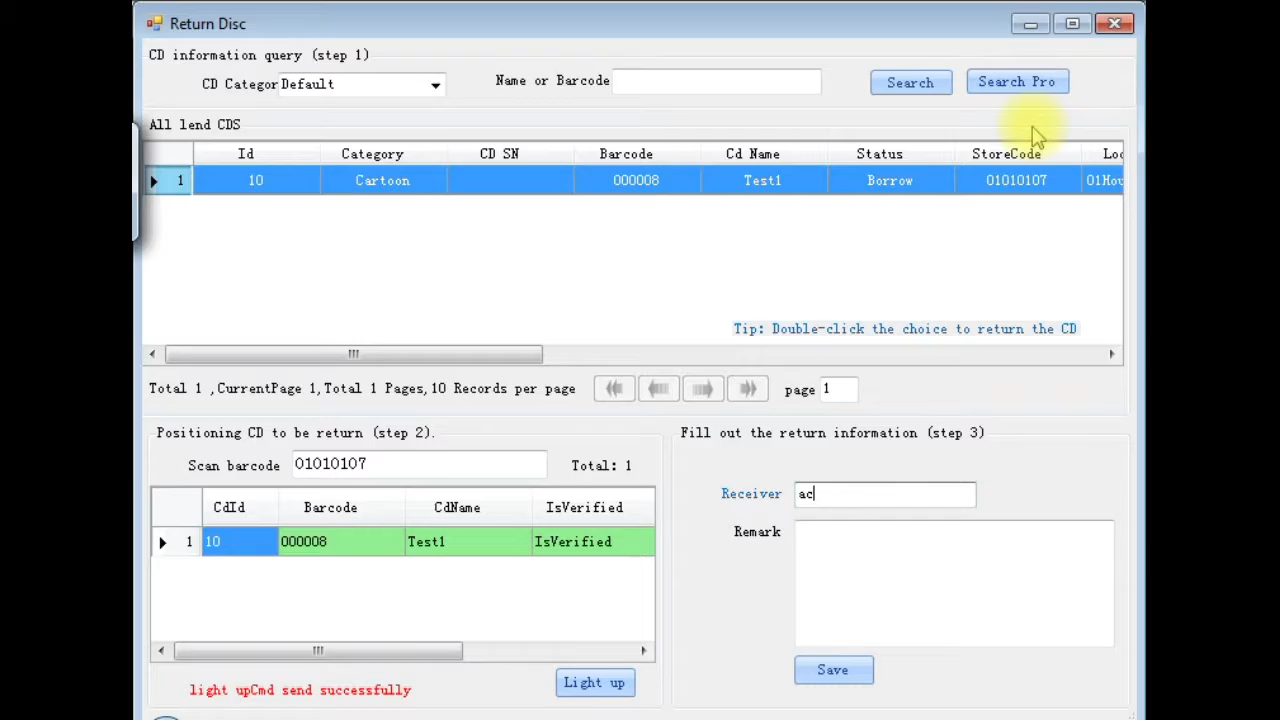 Return Disc
CD information query (step 1)
CD Categor Default
Name or Barcode
Search
Search Pro
All lend CDS
Id Category CD SN Barcode Cd Name Status StoreCode Loc
1 10 Cartoon 000008 Test1 Borrow 01010107 01Hou
Tip: Double-click the choice to return the CD
Total 1 ,CurrentPage 1,Total 1 Pages,10 Records per page
page 1
Positioning CD to be return (step 2).
Scan barcode 01010107 Total: 1
CdId Barcode CdName IsVerified
1 10 000008 Test1 IsVerified
light upCmd send successfully
Light up
Fill out the return information (step 3)
Receiver ac
Remark
Save